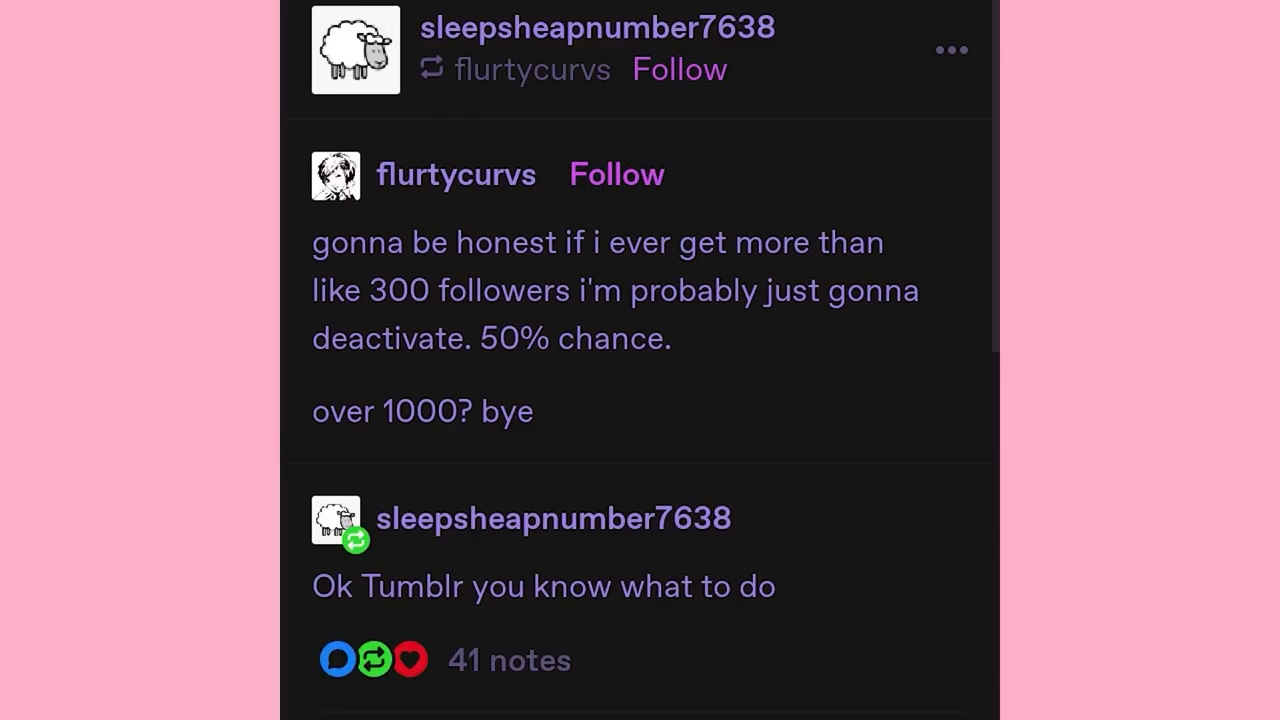 sleepsheapnumber7638
flurtycurvs Follow
flurtycurvs Follow
gonna be honest if i ever get more than
like 300 followers i'm probably just gonna
deactivate. 50% chance.
over 1000? bye
sleepsheapnumber7638
Ok Tumblr you know what to do
41 notes